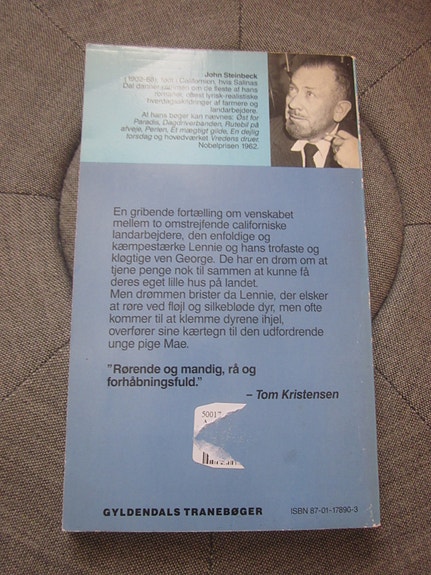 John Steinbeck
(1902-68), født i Californien, hvis Salinas
Dal danner rammen om de fleste af hans
romaner, oftest lyrisk-realistiske
hverdagsskildringer af farmere og
landarbejdere.
Af hans bøger kan nævnes: Øst for
Paradis, Dagdriverbanden, Rutebil på
afveje, Perlen, Et mægtigt gilde, En dejlig
torsdag og hovedværket Vredens druer.
Nobelprisen 1962.
En gribende fortælling om venskabet
mellem to omstrejfende californiske
landarbejdere, den enfoldige og
kæmpestærke Lennie og hans trofaste og
kløgtige ven George. De har en drøm om at
tjene penge nok til sammen at kunne få
deres eget lille hus på landet.
Men drømmen brister da Lennie, der elsker
at røre ved fløjl og silkebløde dyr, men ofte
kommer til at klemme dyrene ihjel,
overfører sine kærtegn til den udfordrende
unge pige Mae.
"Rørende og mandig, rå og
forhåbningsfuld."
– Tom Kristensen
5001
GYLDENDALS TRANEBØGER
ISBN 87-01-17890-3